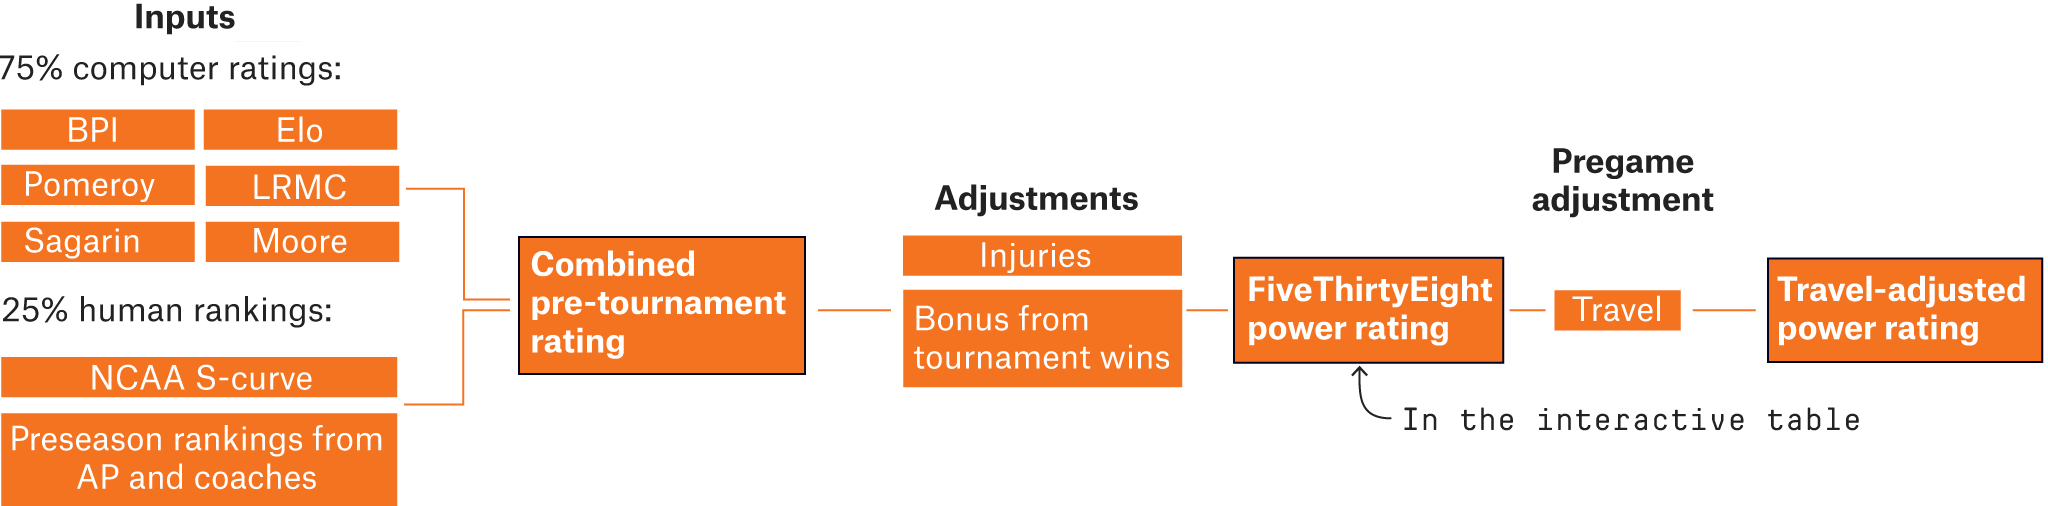 Inputs
75% computer ratings:
BPI
Elo
Pomeroy
LRMC
Sagarin
Moore
25% human rankings:
NCAA S-curve
Preseason rankings from
AP and coaches
Combined
pre-tournament
rating
Adjustments
Injuries
Bonus from
tournament wins
FiveThirtyEight
power rating
In the interactive table
Pregame
adjustment
Travel
Travel-adjusted
power rating